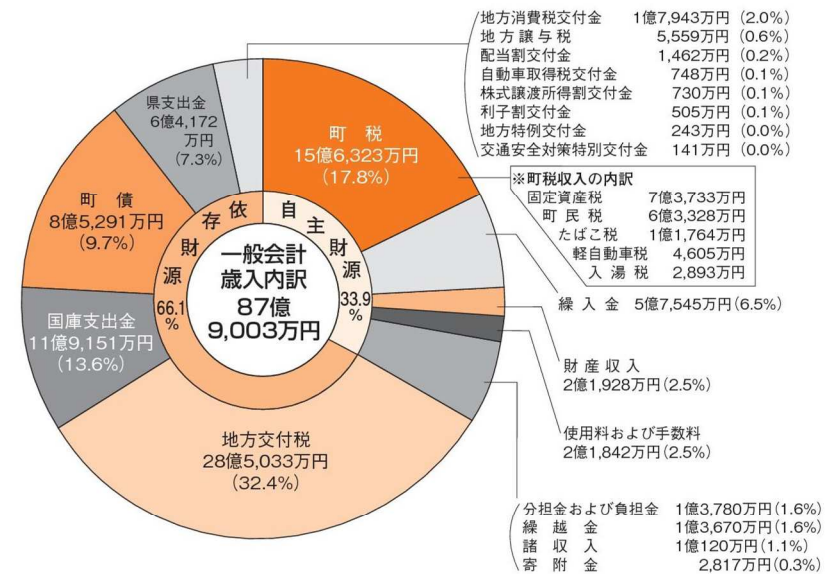 地方消費税交付金 1億7,943万円(2.0%)
地方譲与税 5,559万円(0.6%)
配当割交付金 1,462万円(0.2%)
自動車取得税交付金 748万円(0.1%)
株式譲渡所得割交付金 730万円(0.1%)
利子割交付金 505万円(0.1%)
地方特例交付金 243万円(0.0%)
交通安全対策特別交付金 141万円(0.0%)
町税
15億6,323万円
(17.8%)
※町税収入の内訳
固定資産税 7億3,733万円
町民税 6億3,328万円
たばこ税 1億1,764万円
軽自動車税 4,605万円
入湯税 2,893万円
繰入金 5億7,545万円(6.5%)
財産収入
2億1,928万円(2.5%)
使用料および手数料
2億1,842万円(2.5%)
分担金および負担金 1億3,780万円(1.6%)
繰越金 1億3,670万円(1.6%)
諸収入 1億120万円(1.1%)
寄附金 2,817万円(0.3%)
地方交付税
28億5,033万円
(32.4%)
国庫支出金
11億9,151万円
(13.6%)
町債
8億5,291万円
(9.7%)
県支出金
6億4,172
万円
(7.3%)
自主財源
33.9
%
依存財源
66.1
%
一般会計
歳入内訳
87億
9,003万円